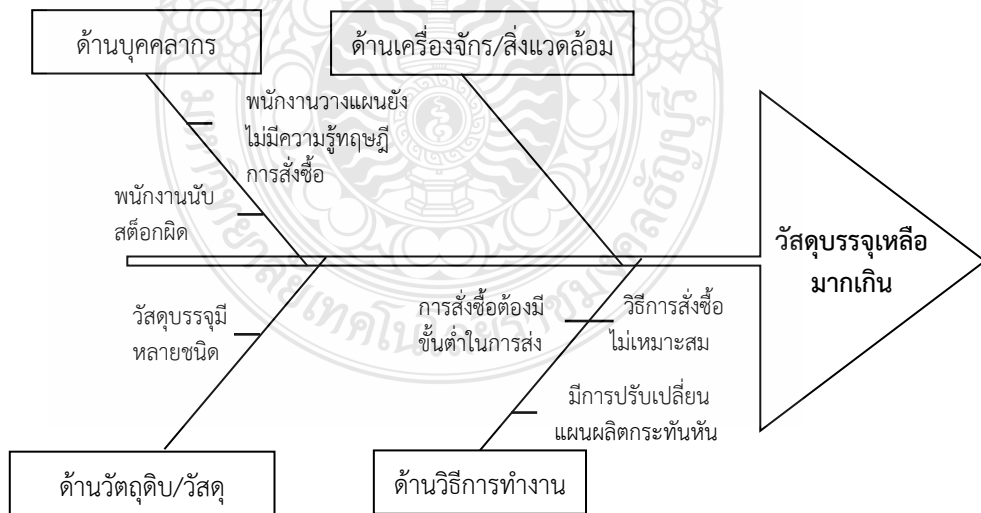 ด้านบุคคลากร
ด้านเครื่องจักร/สิ่งแวดล้อม
พนักงานวางแผนยัง
ไม่มีความรู้ทฤษฎี
การสั่งซื้อ
พนักงานนับ
สต็อกผิด
วัสดุบรรจุเหลือ
มากเกิน
วัสดุบรรจุมี
หลายชนิด
การสั่งซื้อต้องมี
ขั้นต่ำในการส่ง
วิธีการสั่งซื้อ
ไม่เหมาะสม
มีการปรับเปลี่ยน
แผนผลิตกระทันหัน
ด้านวัตถุดิบ/วัสดุ
ด้านวิธีการทำงาน